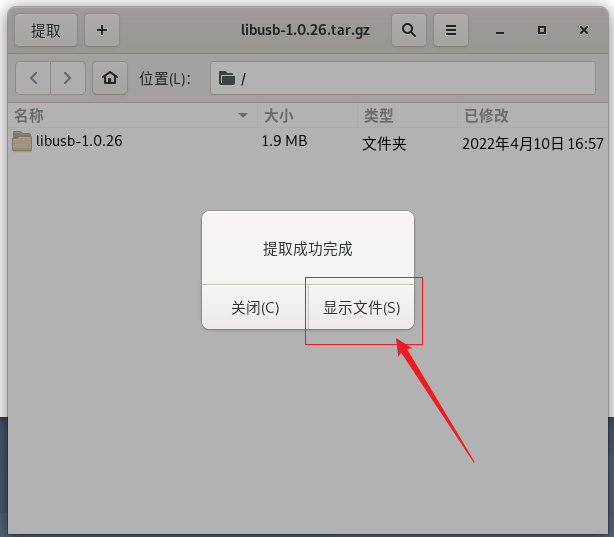 提取 libusb-1.0.26.tar.gz
位置(L): /
名称 大小 类型 已修改
libusb-1.0.26 1.9 MB 文件夹 2022年4月10日 16:57
提取成功完成
关闭(C) 显示文件(S)